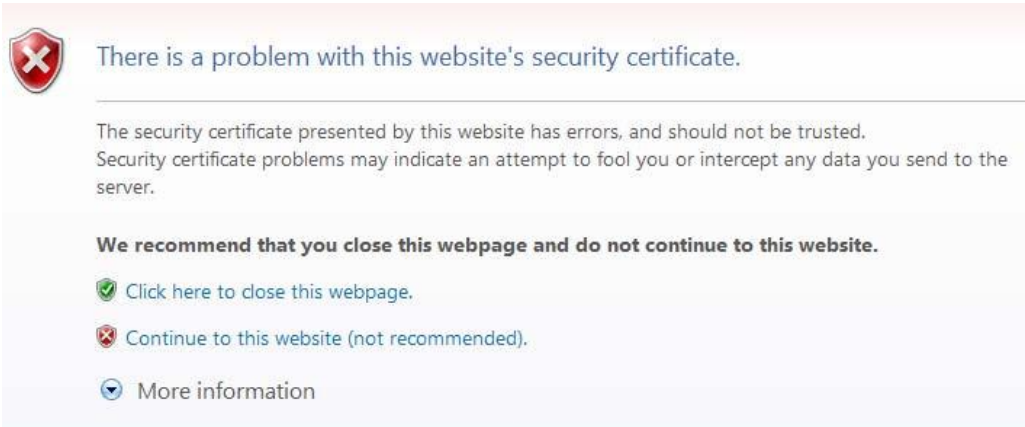 There is a problem with this website's security certificate.
The security certificate presented by this website has errors, and should not be trusted.
Security certificate problems may indicate an attempt to fool you or intercept any data you send to the
server.
We recommend that you close this webpage and do not continue to this website.
Click here to close this webpage.
Continue to this website (not recommended).
More information